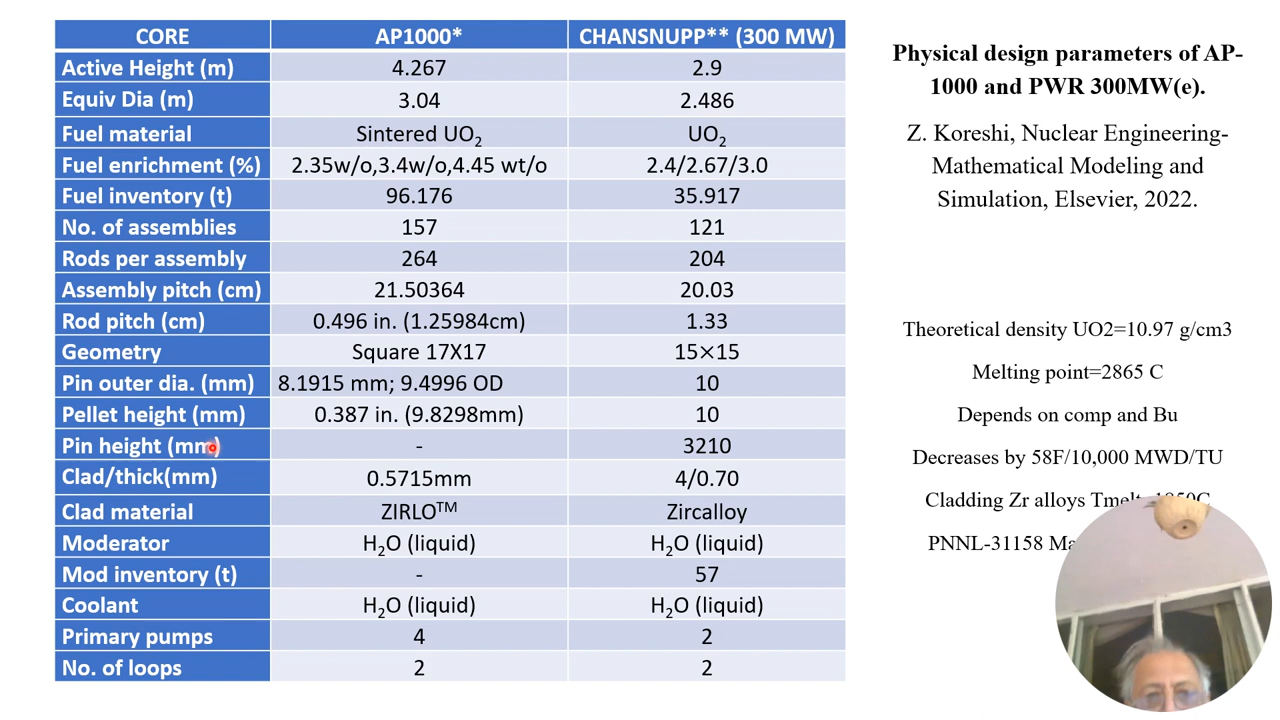 CORE AP1000* CHANSNUPP** (300 MW)
Active Height (m) 4.267 2.9
Equiv Dia (m) 3.04 2.486
Fuel material Sintered UO₂ UO₂
Fuel enrichment (%) 2.35w/o,3.4w/o,4.45 wt/o 2.4/2.67/3.0
Fuel inventory (t) 96.176 35.917
No. of assemblies 157 121
Rods per assembly 264 204
Assembly pitch (cm) 21.50364 20.03
Rod pitch (cm) 0.496 in. (1.25984cm) 1.33
Geometry Square 17X17 15×15
Pin outer dia. (mm) 8.1915 mm; 9.4996 OD 10
Pellet height (mm) 0.387 in. (9.8298mm) 10
Pin height (mm) - 3210
Clad/thick(mm) 0.5715mm 4/0.70
Clad material ZIRLO™ Zircalloy
Moderator H₂O (liquid) H₂O (liquid)
Mod inventory (t) - 57
Coolant H₂O (liquid) H₂O (liquid)
Primary pumps 4 2
No. of loops 2 2
Physical design parameters of AP-
1000 and PWR 300MW(e).
Z. Koreshi, Nuclear Engineering-
Mathematical Modeling and
Simulation, Elsevier, 2022.
Theoretical density UO2=10.97 g/cm3
Melting point=2865 C
Depends on comp and Bu
Decreases by 58F/10,000 MWD/TU
Cladding Zr alloys
PNNL-31158